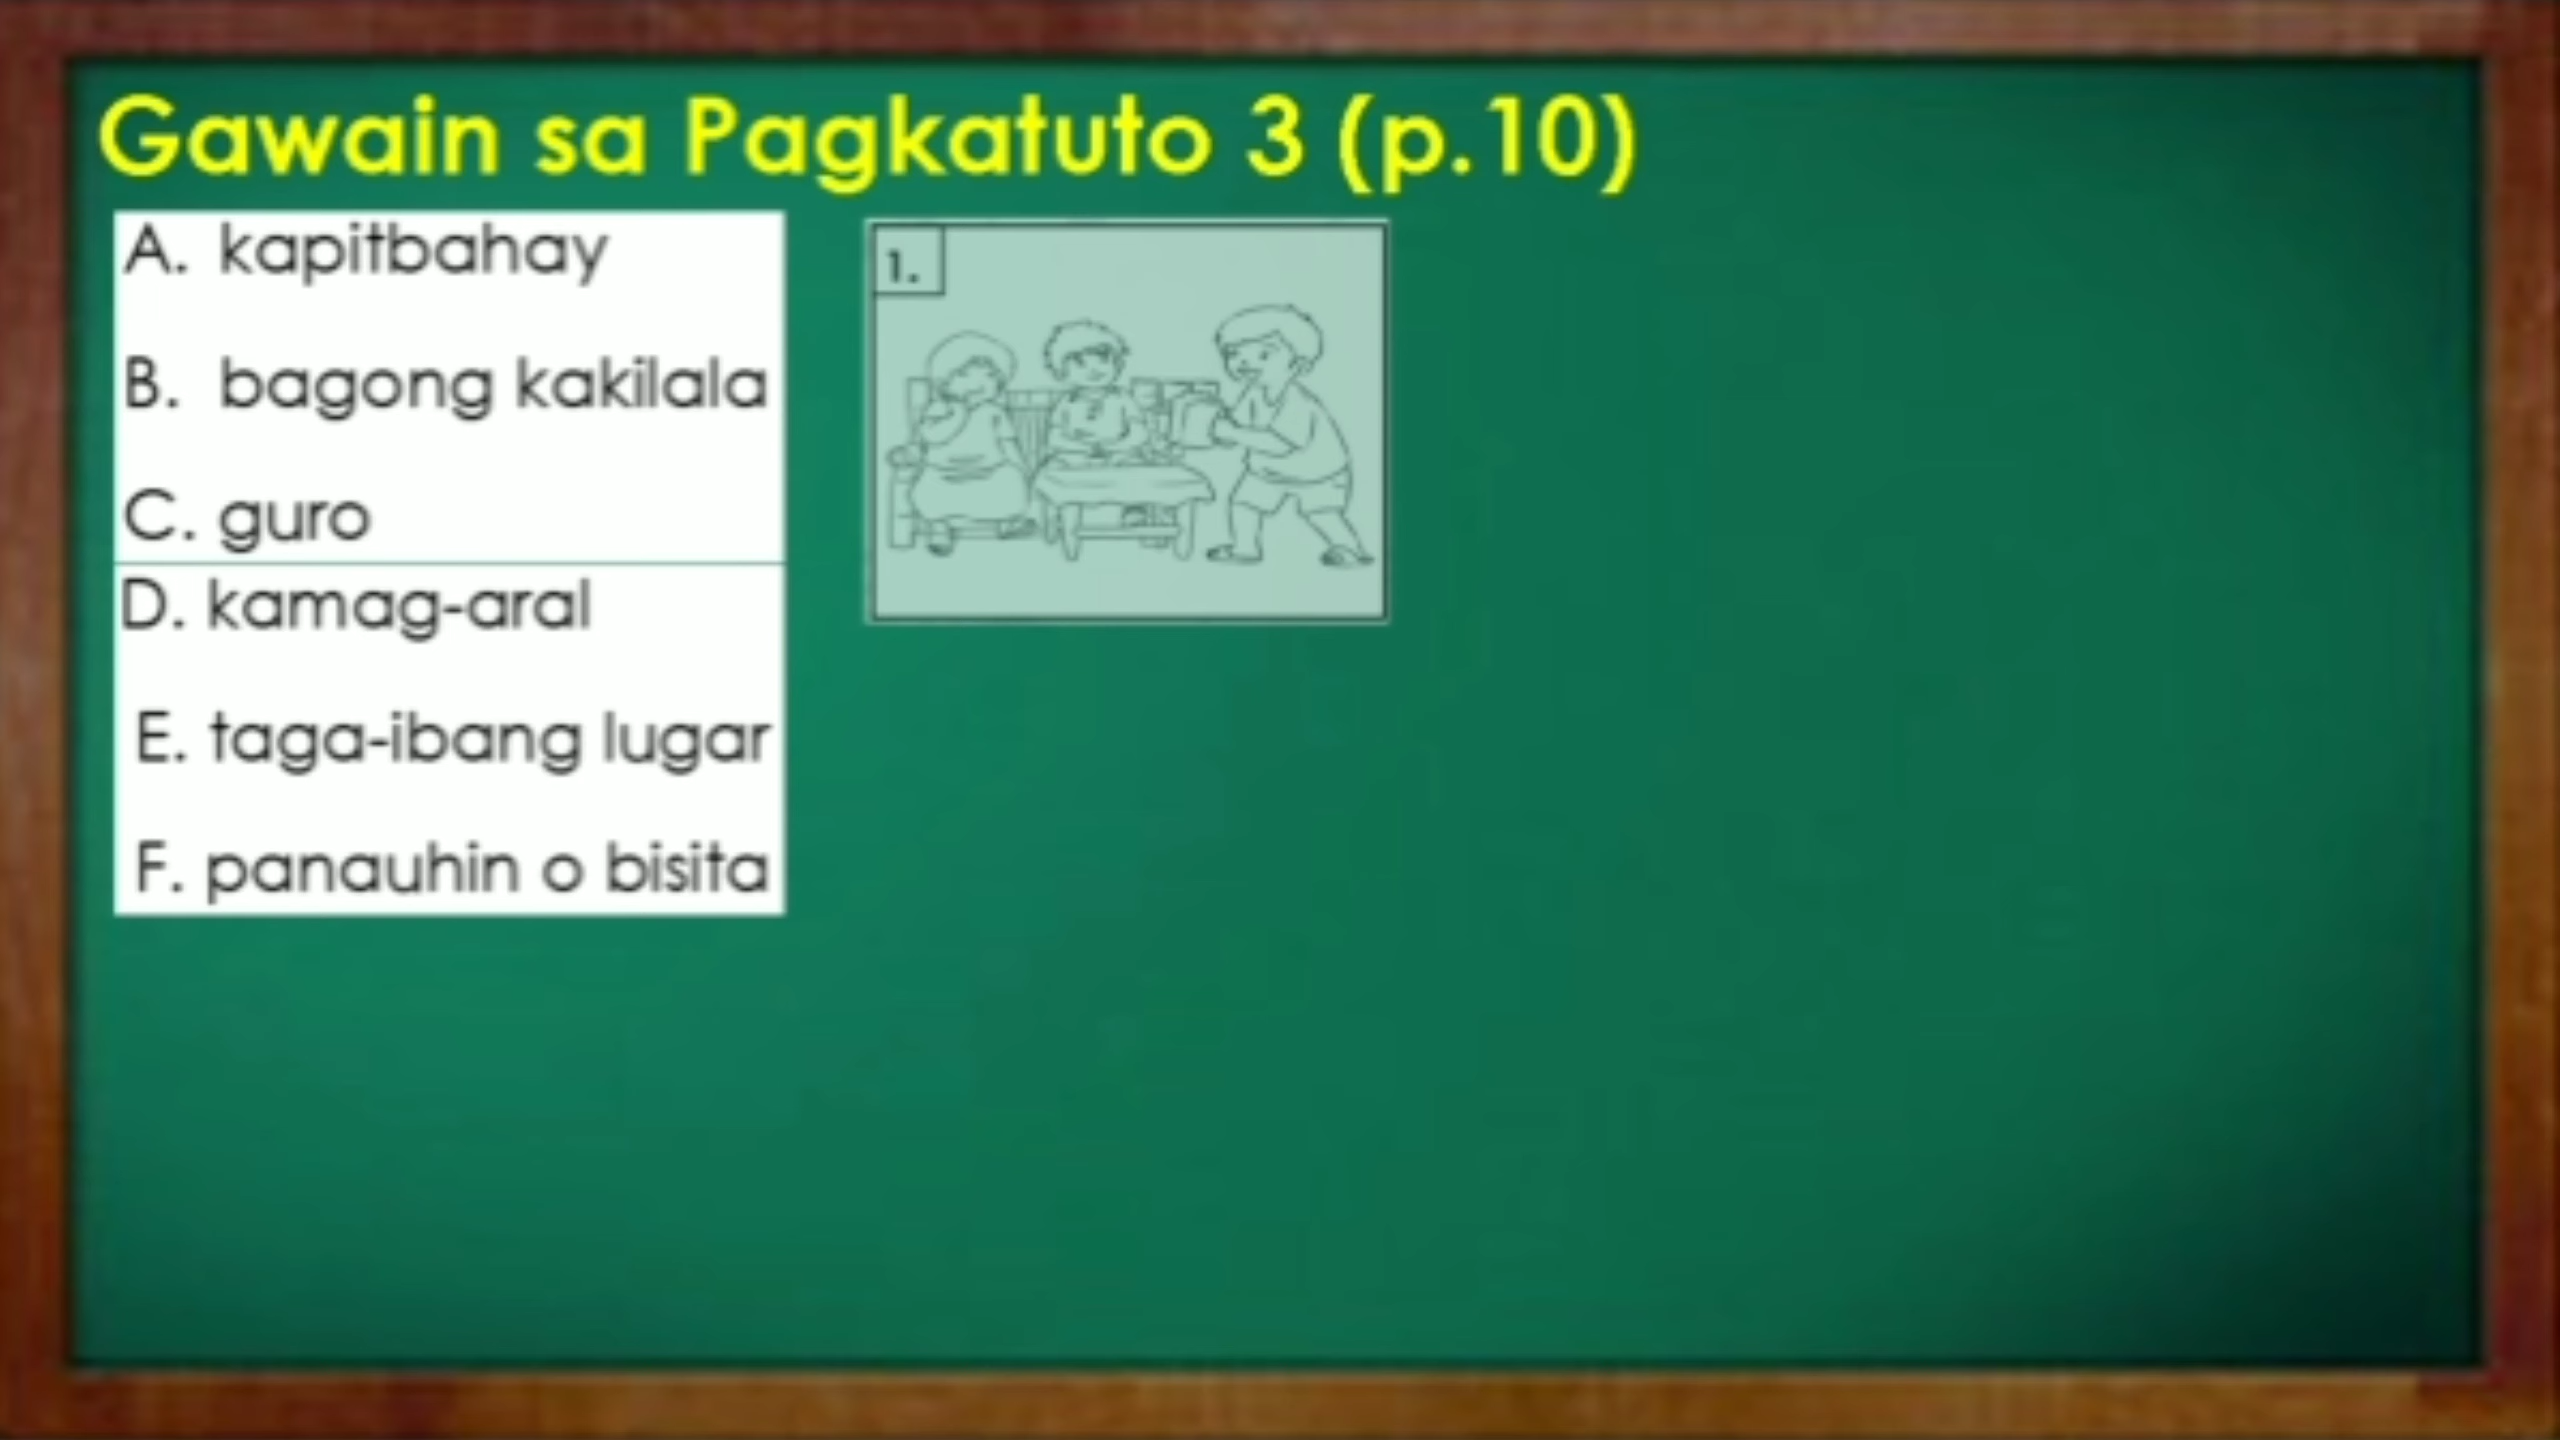 Gawain sa Pagkatuto 3 (p.10)
A. kapitbahay
B. bagong kakilala
C. guro
D. kamag-aral
E. taga-ibang lugar
F. panauhin o bisita
1.